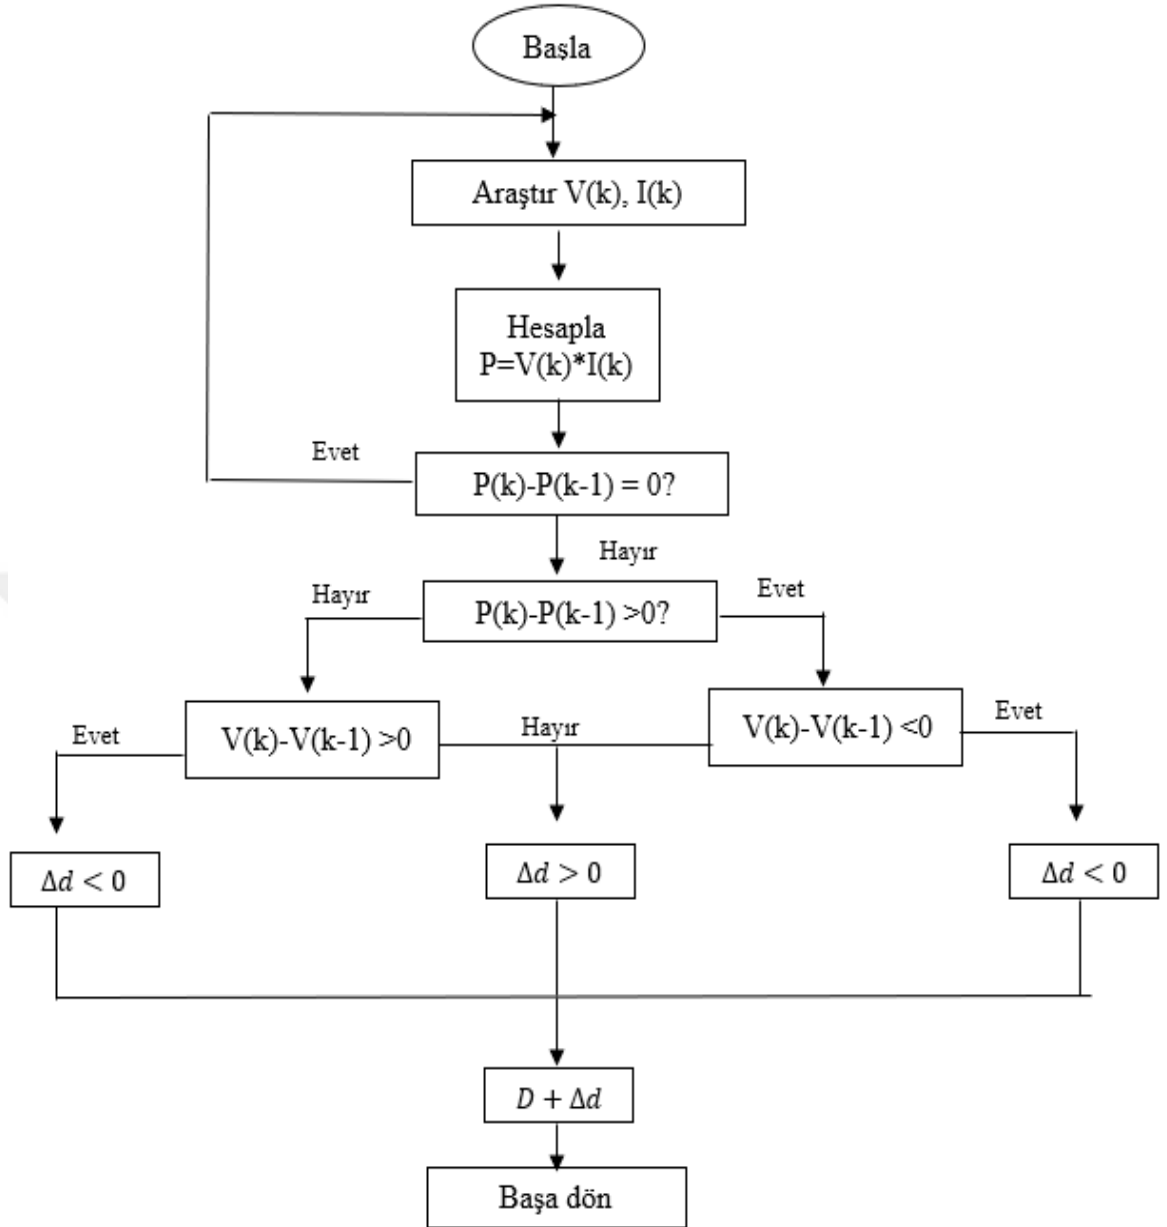 Başla
Araştır V(k), I(k)
Hesapla
P=V(k)*I(k)
Evet
P(k)-P(k-1) = 0?
Hayır
Hayır
P(k)-P(k-1) >0?
Evet
Evet
V(k)-V(k-1) >0
Hayır
V(k)-V(k-1) <0
Evet
Δd < 0
Δd > 0
Δd < 0
D + Δd
Başa dön